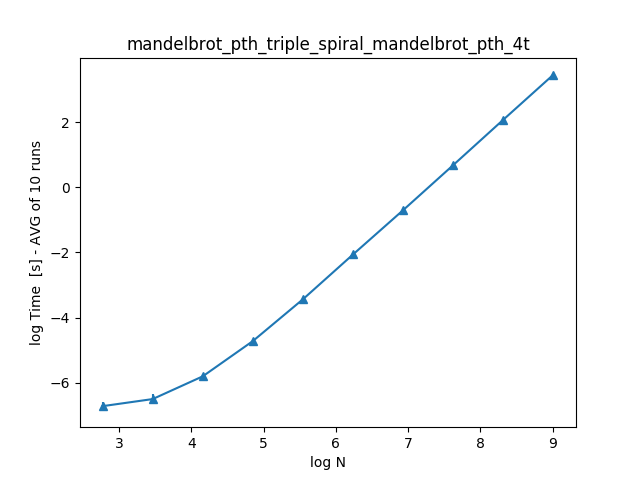 mandelbrot_pth_triple_spiral_mandelbrot_pth_4t
log Time  [s] - AVG of 10 runs
2
0
−2
−4
−6
3 4 5 6 7 8 9
log N